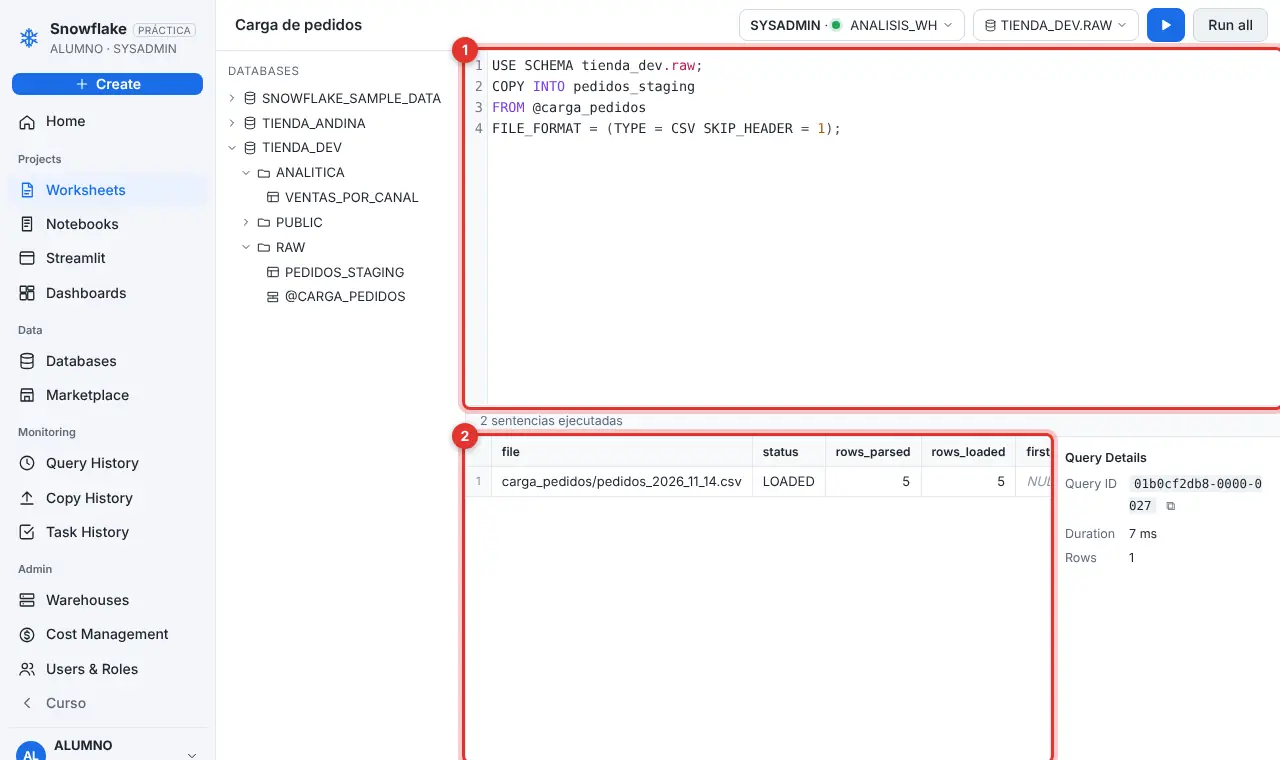 Snowflake PRÁCTICA
ALUMNO · SYSADMIN
+ Create
Home
Projects
Worksheets
Notebooks
Streamlit
Dashboards
Data
Databases
Marketplace
Monitoring
Query History
Copy History
Task History
Admin
Warehouses
Cost Management
Users & Roles
Curso
AL
ALUMNO
Carga de pedidos
SYSADMIN · ANALISIS_WH
TIENDA_DEV.RAW
Run all
DATABASES
SNOWFLAKE_SAMPLE_DATA
TIENDA_ANDINA
TIENDA_DEV
ANALITICA
VENTAS_POR_CANAL
PUBLIC
RAW
PEDIDOS_STAGING
@CARGA_PEDIDOS
1
1 USE SCHEMA tienda_dev.raw;
2 COPY INTO pedidos_staging
3 FROM @carga_pedidos
4 FILE_FORMAT = (TYPE = CSV SKIP_HEADER = 1);
2 sentencias ejecutadas
2
file status rows_parsed rows_loaded first
1 carga_pedidos/pedidos_2026_11_14.csv LOADED 5 5 NUL
Query Details
Query ID 01b0cf2db8-0000-0
027
Duration 7 ms
Rows 1